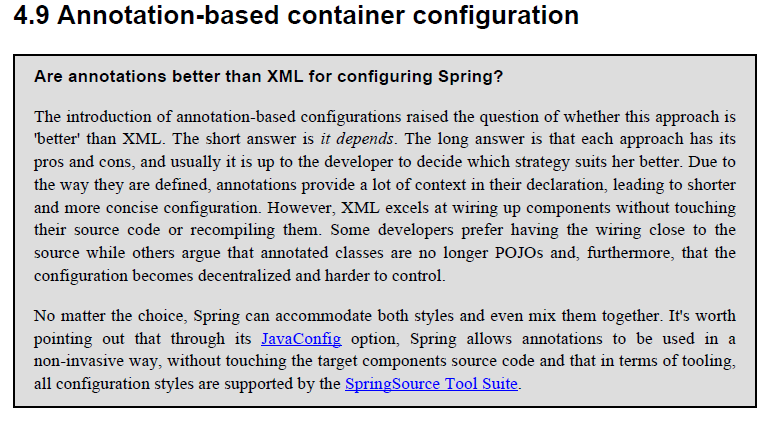 4.9 Annotation-based container configuration
Are annotations better than XML for configuring Spring?
The introduction of annotation-based configurations raised the question of whether this approach is
'better' than XML. The short answer is it depends. The long answer is that each approach has its
pros and cons, and usually it is up to the developer to decide which strategy suits her better. Due to
the way they are defined, annotations provide a lot of context in their declaration, leading to shorter
and more concise configuration. However, XML excels at wiring up components without touching
their source code or recompiling them. Some developers prefer having the wiring close to the
source while others argue that annotated classes are no longer POJOs and, furthermore, that the
configuration becomes decentralized and harder to control.
No matter the choice, Spring can accommodate both styles and even mix them together. It's worth
pointing out that through its JavaConfig option, Spring allows annotations to be used in a
non-invasive way, without touching the target components source code and that in terms of tooling,
all configuration styles are supported by the SpringSource Tool Suite.